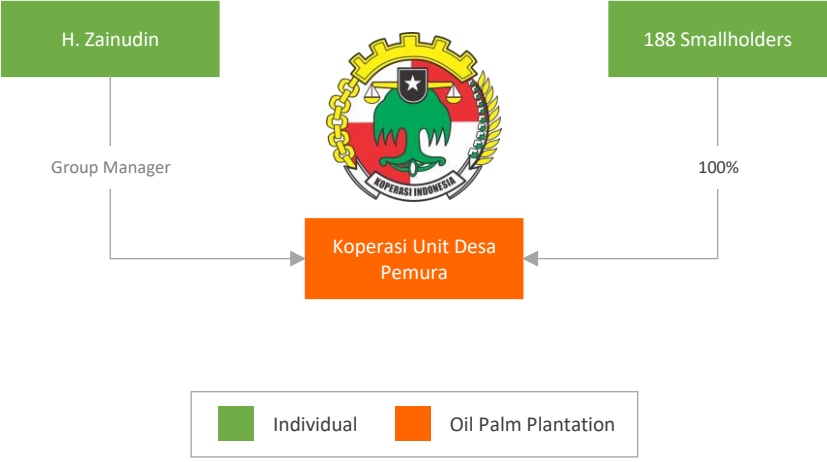 H. Zainudin
188 Smallholders
KOPERASI INDONESIA
Group Manager
100%
Koperasi Unit Desa
Pemura
Individual
Oil Palm Plantation